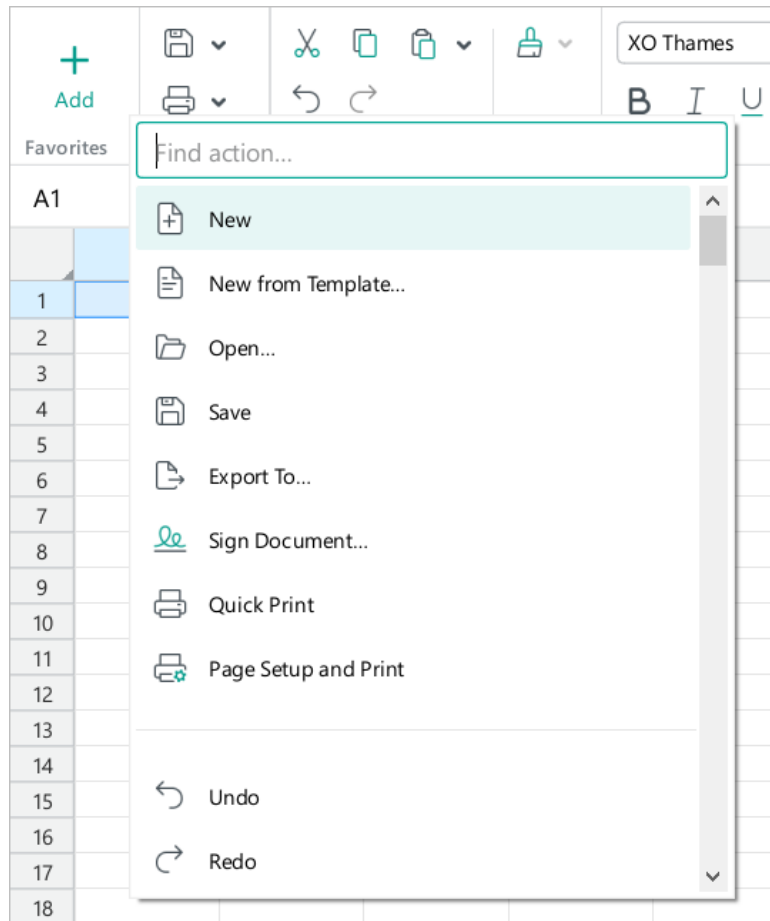 XO Thames
Add
B I U
Favorites
Find action...
A1
New
New from Template...
1
2
Open...
3
4
Save
5
6
Export To...
7
8
Sign Document...
9
10
Quick Print
11
Page Setup and Print
12
13
14
15
Undo
16
17
Redo
18